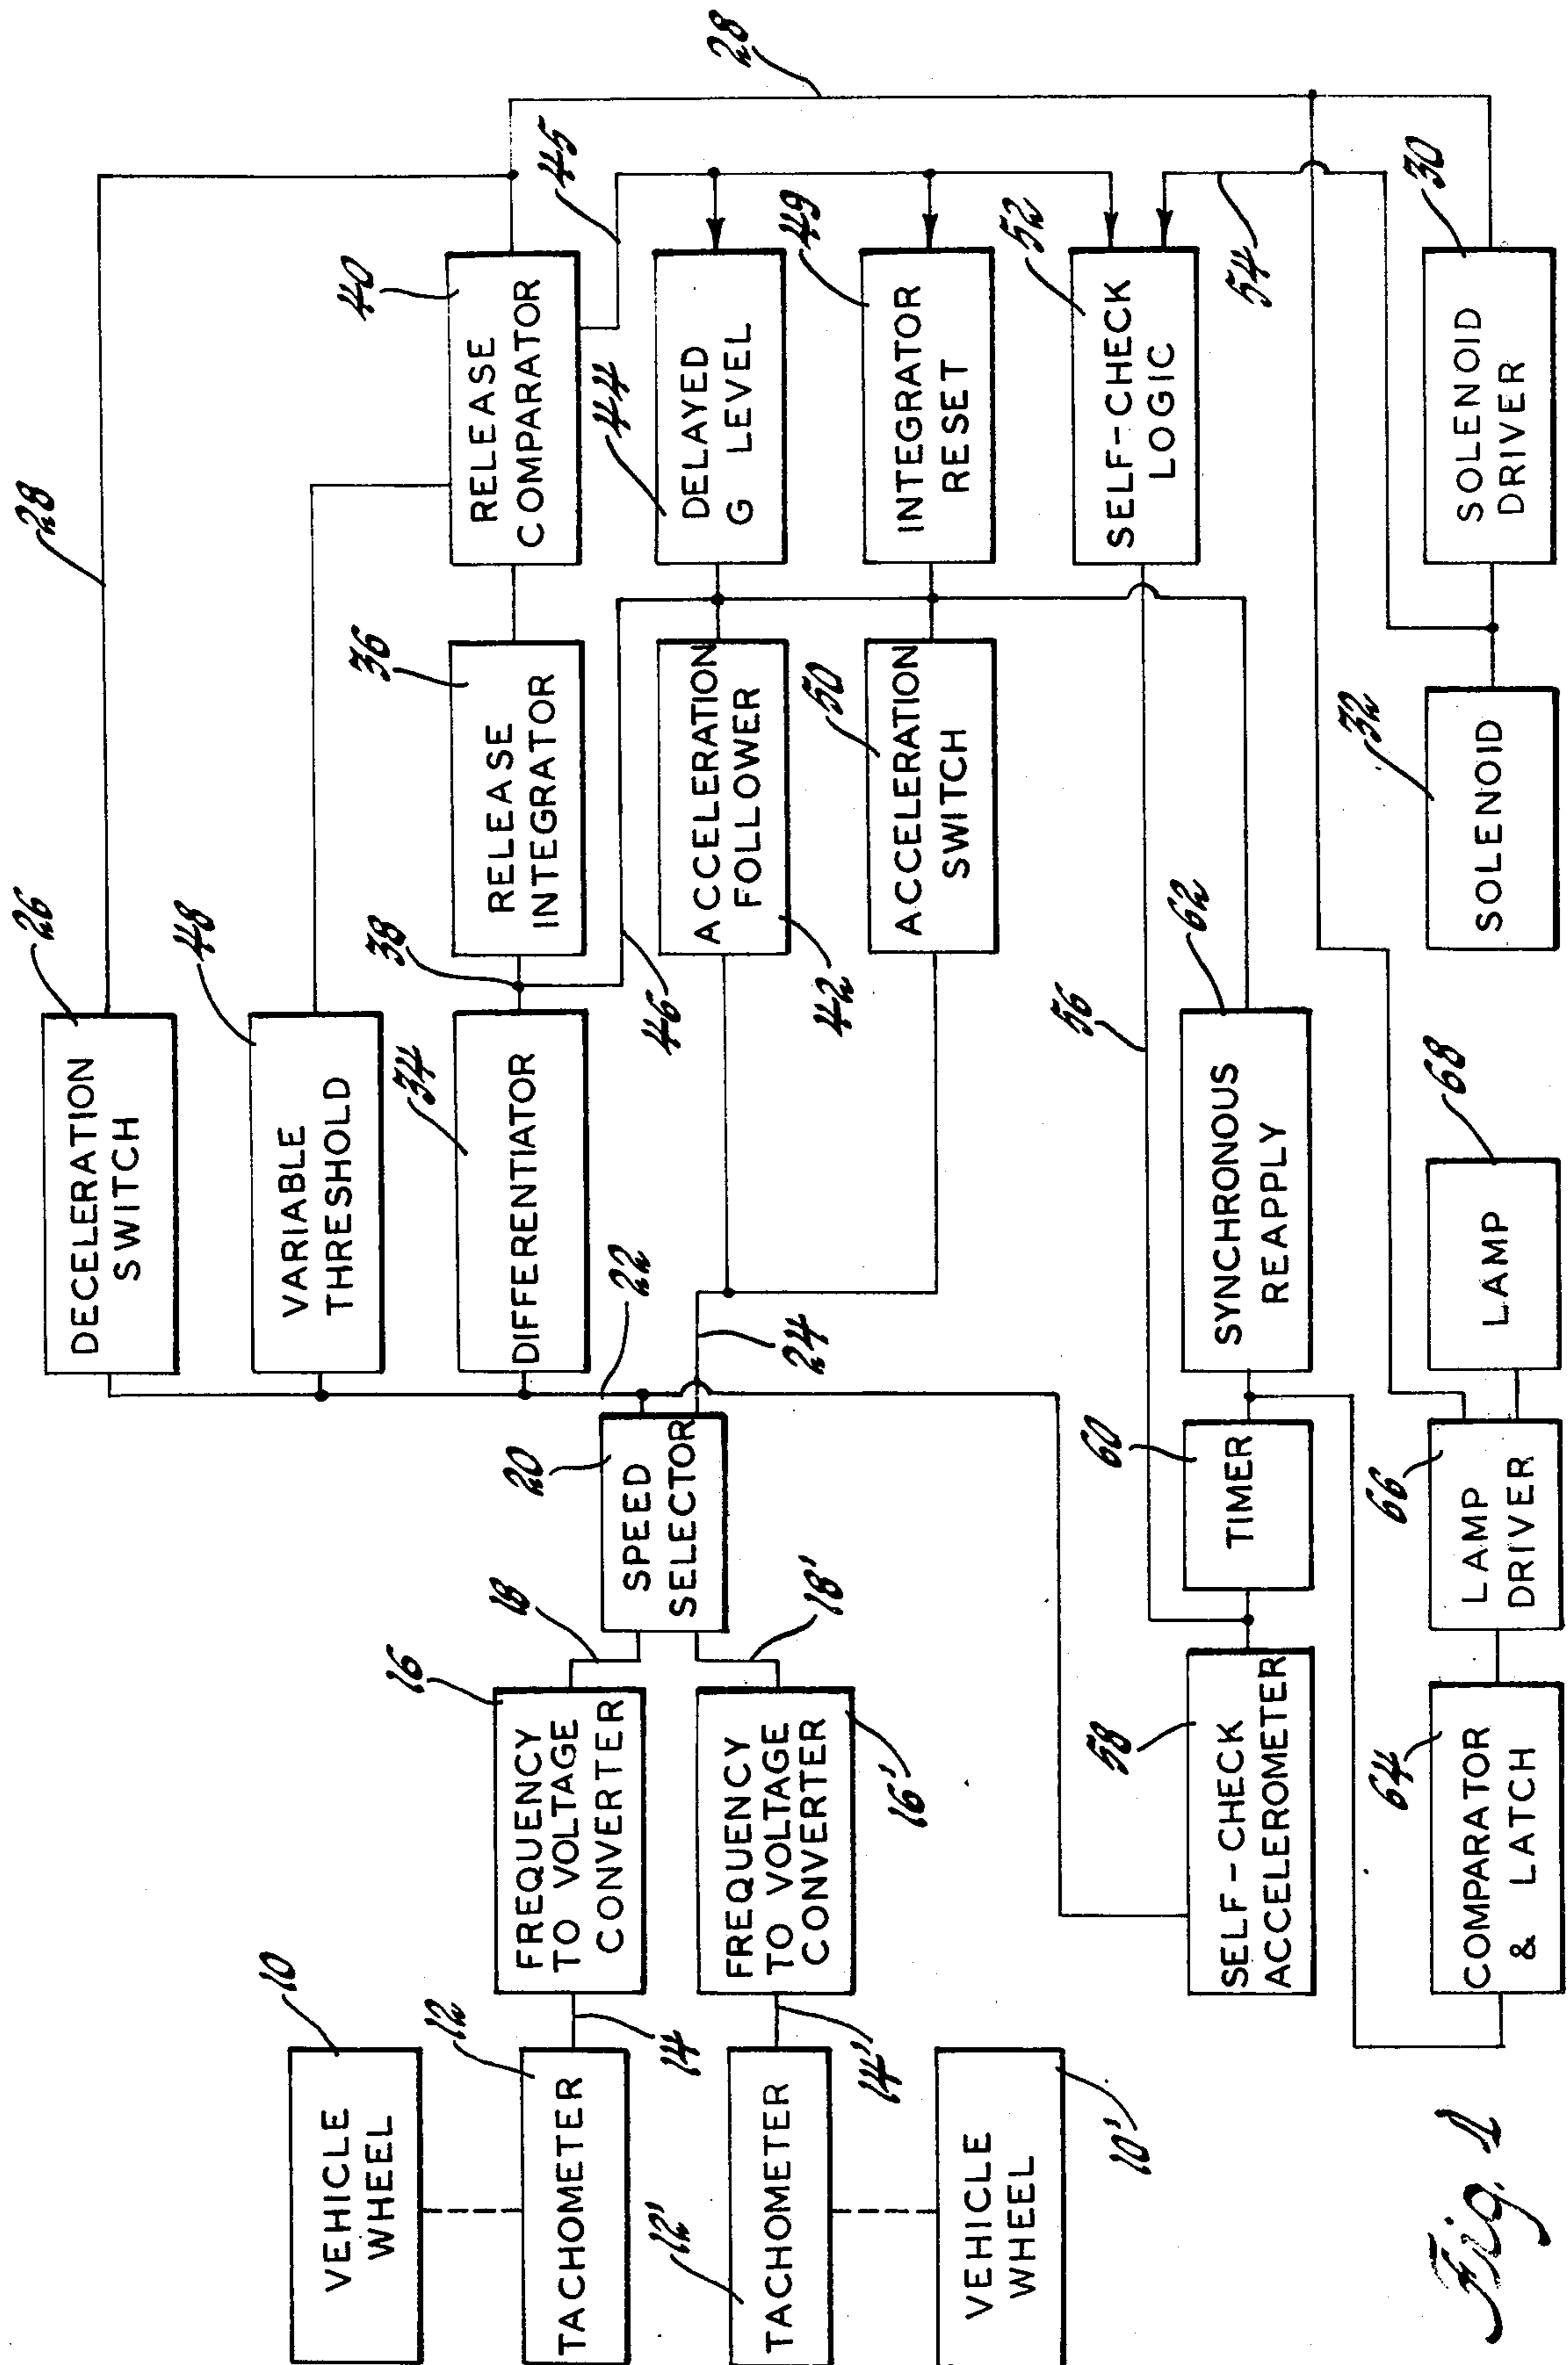 VEHICLE
WHEEL
10
TACHOMETER
12
14
FREQUENCY
TO VOLTAGE
CONVERTER
16
18
TACHOMETER
12'
14'
FREQUENCY
TO VOLTAGE
CONVERTER
16'
18'
VEHICLE
WHEEL
10'
SPEED
SELECTOR
20
22
24
DECELERATION
SWITCH
26
28
VARIABLE
THRESHOLD
48
DIFFERENTIATOR
34
38
RELEASE
INTEGRATOR
36
RELEASE
COMPARATOR
40
45
28
46
ACCELERATION
FOLLOWER
42
DELAYED
G LEVEL
44
ACCELERATION
SWITCH
50
INTEGRATOR
RESET
49
SELF-CHECK
LOGIC
52
54
56
SELF-CHECK
ACCELEROMETER
58
TIMER
60
SYNCHRONOUS
REAPPLY
62
COMPARATOR
& LATCH
64
LAMP
DRIVER
66
LAMP
68
SOLENOID
32
SOLENOID
DRIVER
30
Fig. 1